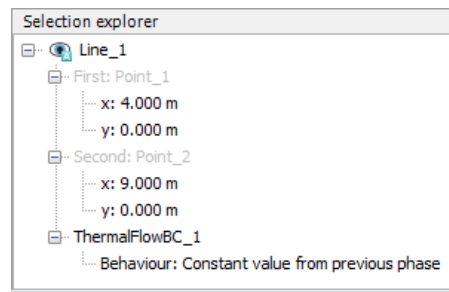 Selection explorer
Line_1
First: Point_1
x: 4.000 m
y: 0.000 m
Second: Point_2
x: 9.000 m
y: 0.000 m
ThermalFlowBC_1
Behaviour: Constant value from previous phase